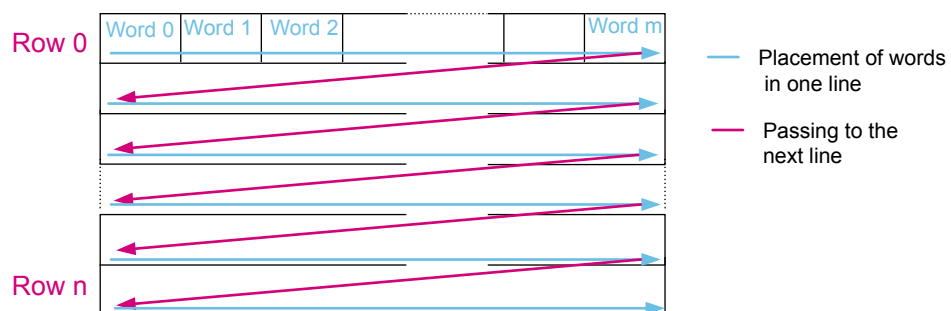 Row 0
Word 0 Word 1 Word 2 Word m
Placement of words
in one line
Passing to the
next line
Row n